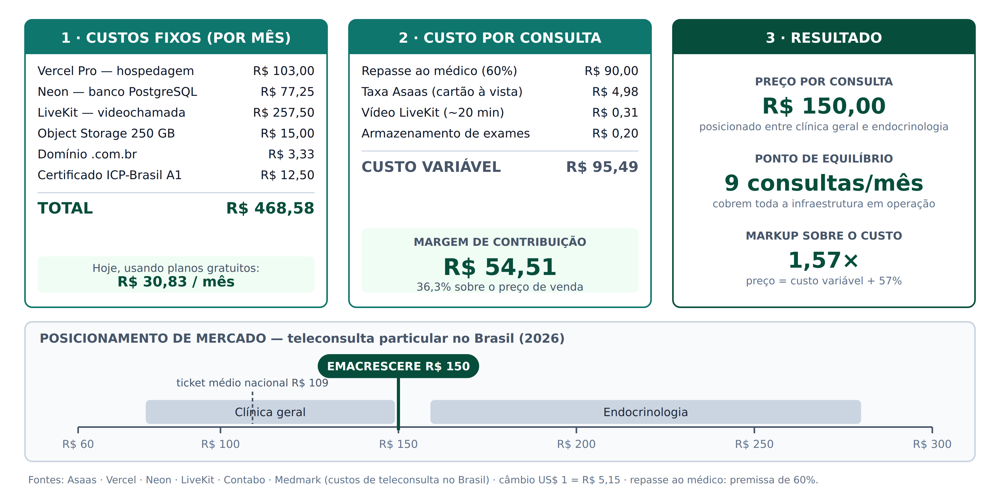 1 · CUSTOS FIXOS (POR MÊS)
Vercel Pro — hospedagem R$ 103,00
Neon — banco PostgreSQL R$ 77,25
LiveKit — videochamada R$ 257,50
Object Storage 250 GB R$ 15,00
Domínio .com.br R$ 3,33
Certificado ICP-Brasil A1 R$ 12,50
TOTAL R$ 468,58
Hoje, usando planos gratuitos:
R$ 30,83 / mês
2 · CUSTO POR CONSULTA
Repasse ao médico (60%) R$ 90,00
Taxa Asaas (cartão à vista) R$ 4,98
Vídeo LiveKit (~20 min) R$ 0,31
Armazenamento de exames R$ 0,20
CUSTO VARIÁVEL R$ 95,49
MARGEM DE CONTRIBUIÇÃO
R$ 54,51
36,3% sobre o preço de venda
3 · RESULTADO
PREÇO POR CONSULTA
R$ 150,00
posicionado entre clínica geral e endocrinologia
PONTO DE EQUILÍBRIO
9 consultas/mês
cobrem toda a infraestrutura em operação
MARKUP SOBRE O CUSTO
1,57×
preço = custo variável + 57%
POSICIONAMENTO DE MERCADO — teleconsulta particular no Brasil (2026)
EMACRESCERE R$ 150
ticket médio nacional R$ 109
Clínica geral Endocrinologia
R$ 60 R$ 100 R$ 150 R$ 200 R$ 250 R$ 300
Fontes: Asaas · Vercel · Neon · LiveKit · Contabo · Medmark (custos de teleconsulta no Brasil) · câmbio US$ 1 = R$ 5,15 · repasse ao médico: premissa de 60%.